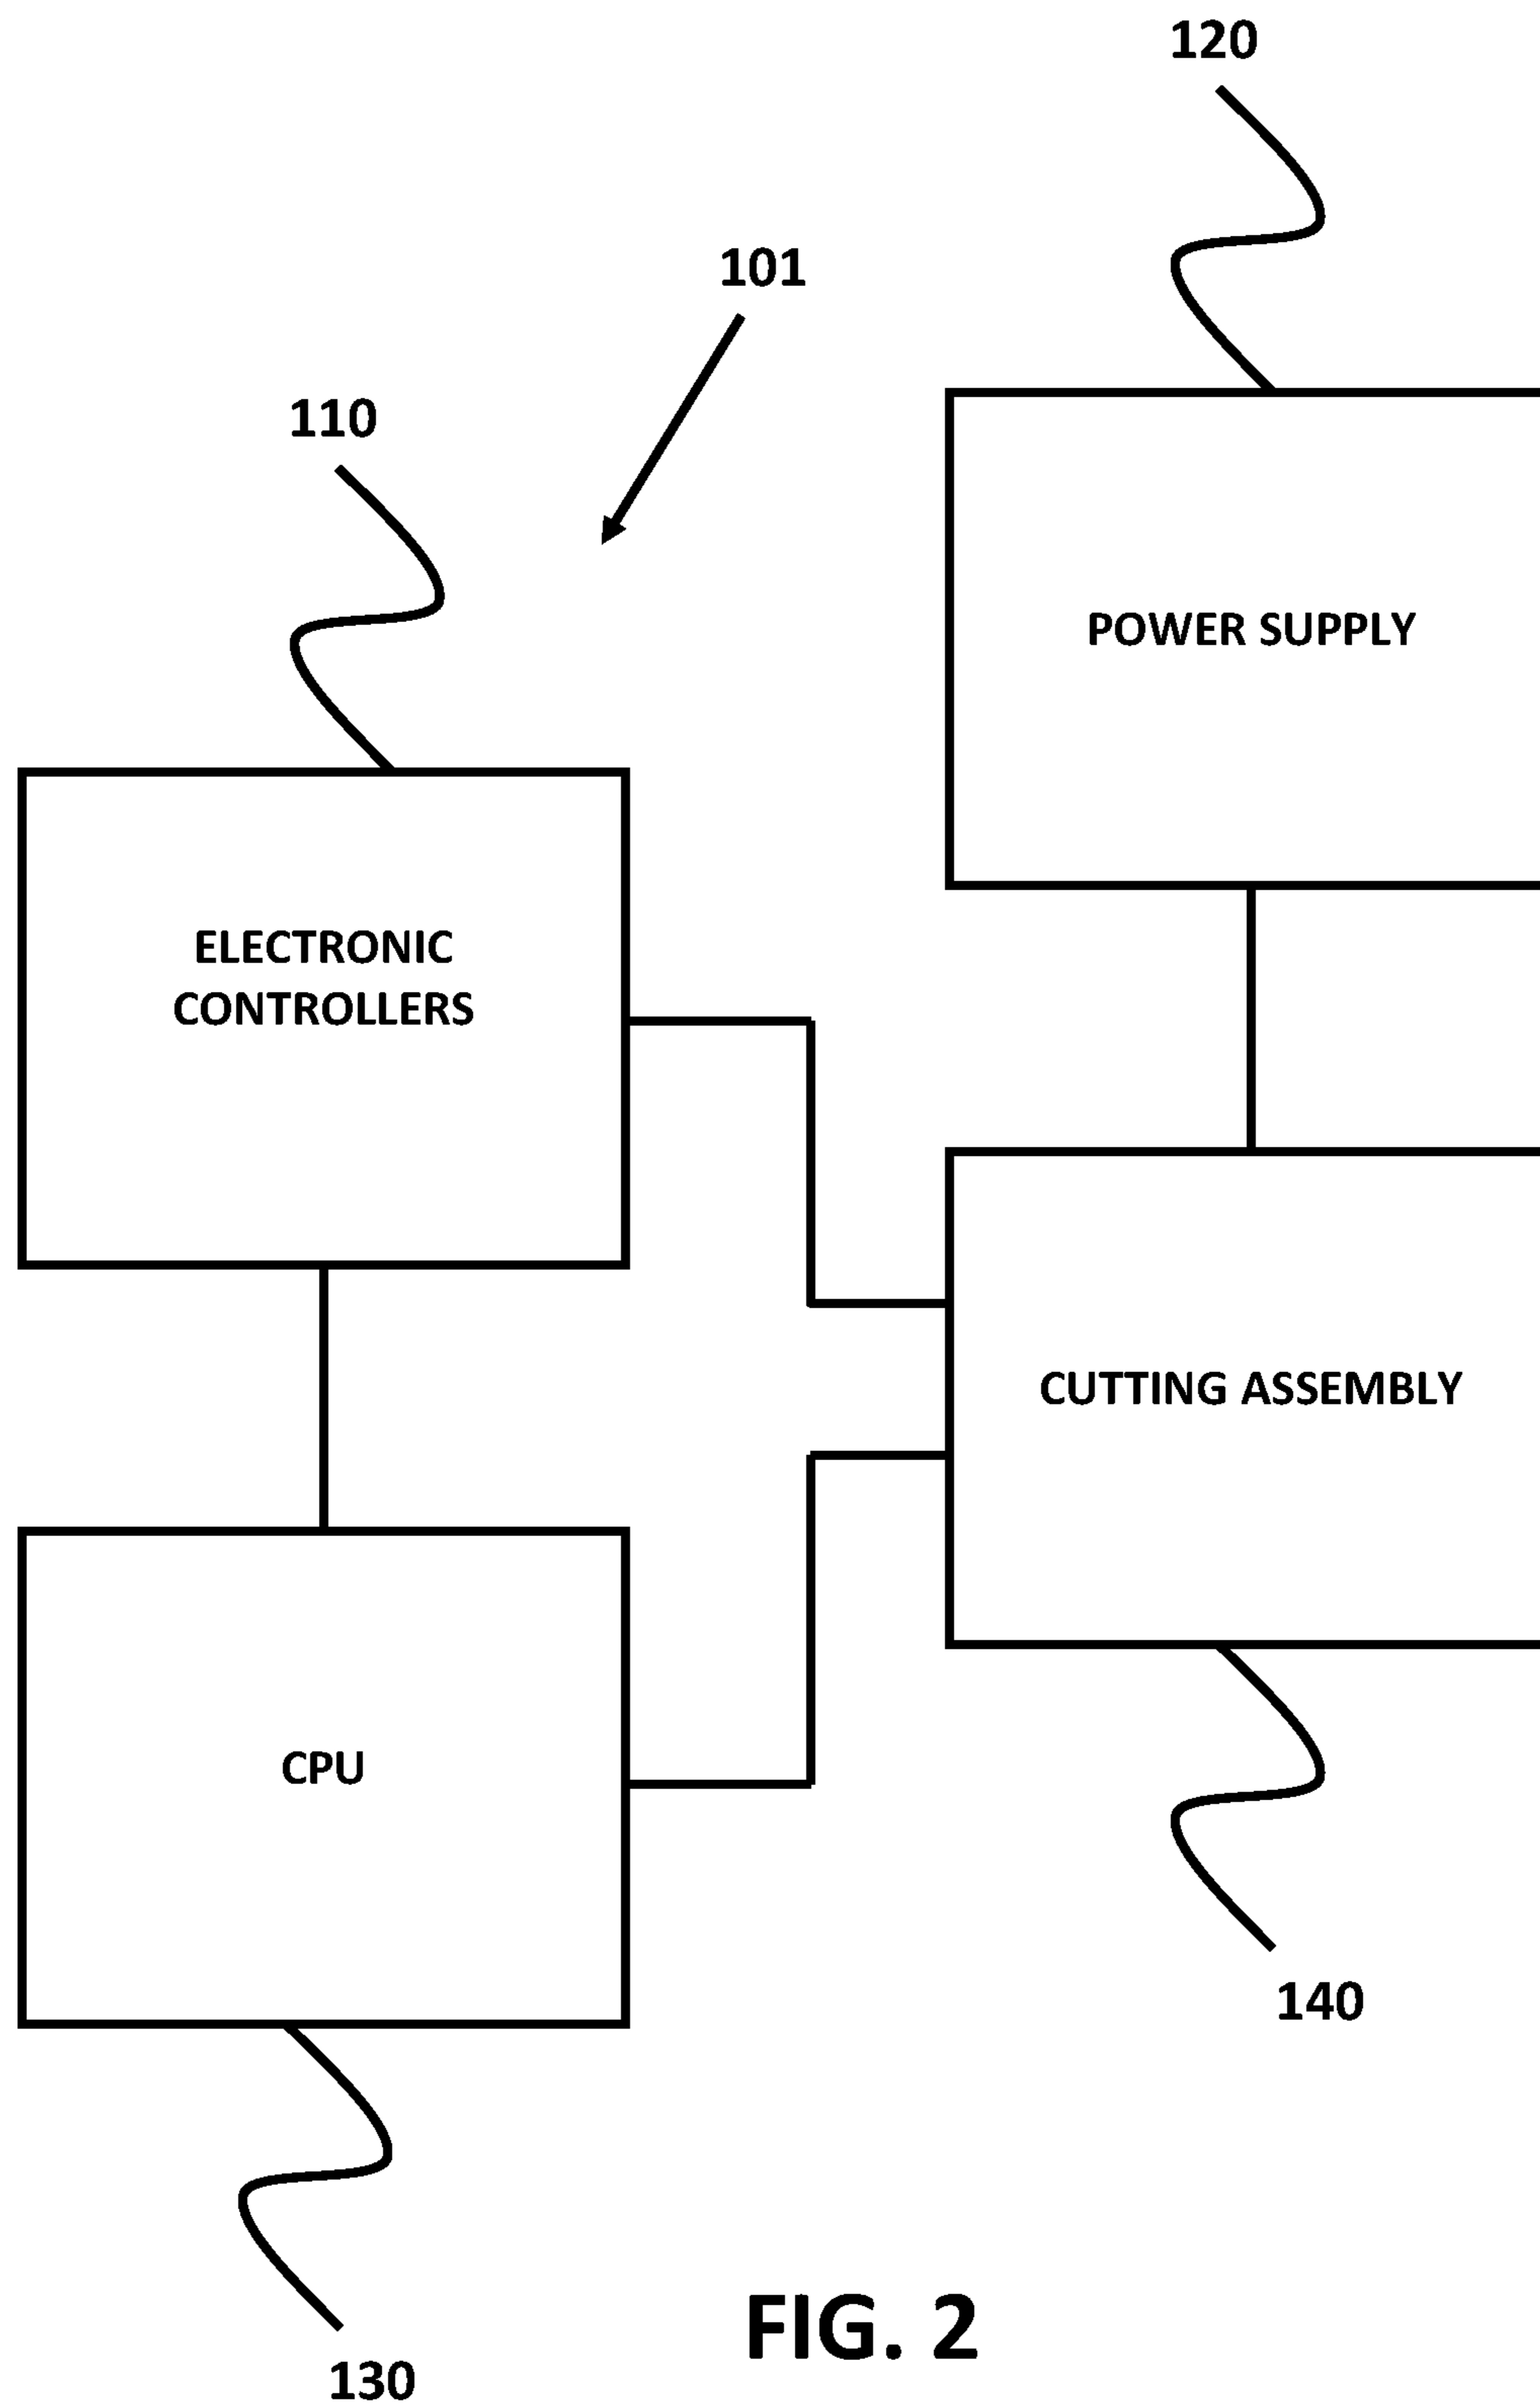 120
101
110
POWER SUPPLY
ELECTRONIC
CONTROLLERS
CUTTING ASSEMBLY
CPU
140
130
FIG. 2